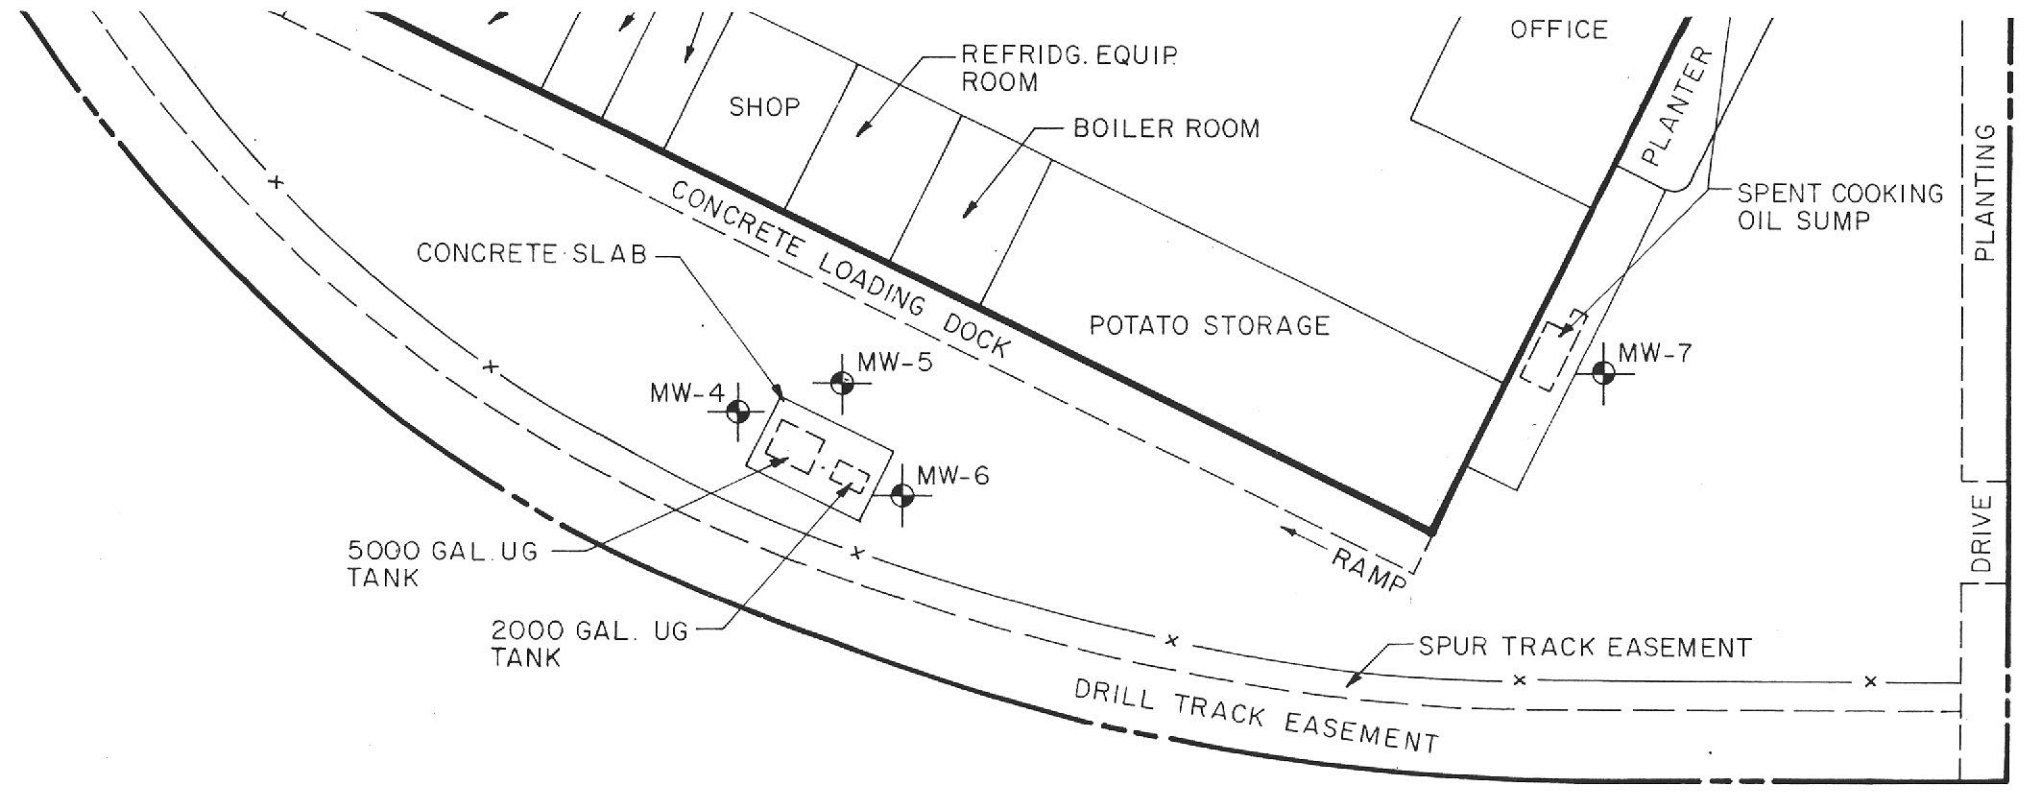 OFFICE
REFRIDG. EQUIP.
ROOM
PLANTER
SHOP
BOILER ROOM
PLANTING
SPENT COOKING
OIL SUMP
CONCRETE LOADING DOCK
CONCRETE SLAB
POTATO STORAGE
MW-5
MW-7
MW-4
MW-6
DRIVE
5000 GAL. UG
TANK
RAMP
2000 GAL. UG
TANK
SPUR TRACK EASEMENT
DRILL TRACK EASEMENT